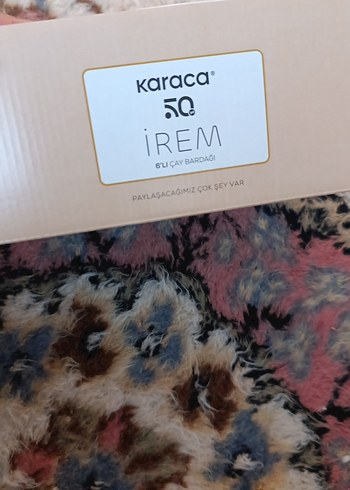 Karaca®
50
İREM
6'LI ÇAY BARDAĞI
PAYLAŞACAĞIMIZ ÇOK ŞEY VAR